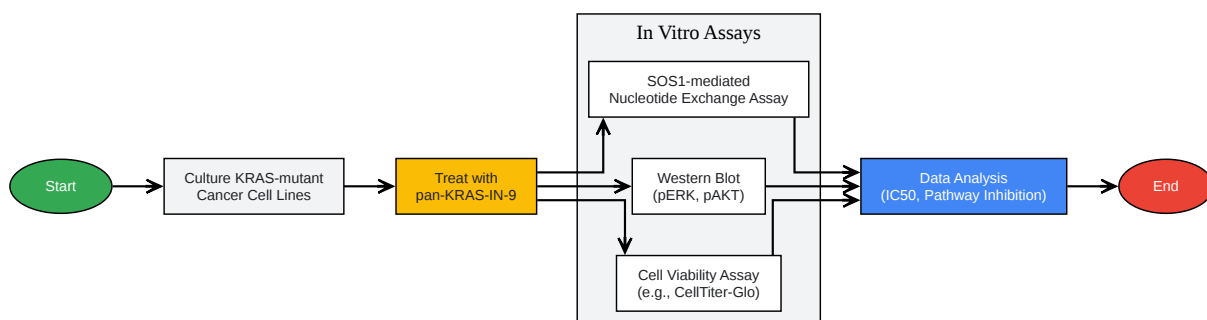 Start
Culture KRAS-mutant
Cancer Cell Lines
Treat with
pan-KRAS-IN-9
In Vitro Assays
SOS1-mediated
Nucleotide Exchange Assay
Western Blot
(pERK, pAKT)
Cell Viability Assay
(e.g., CellTiter-Glo)
Data Analysis
(IC50, Pathway Inhibition)
End